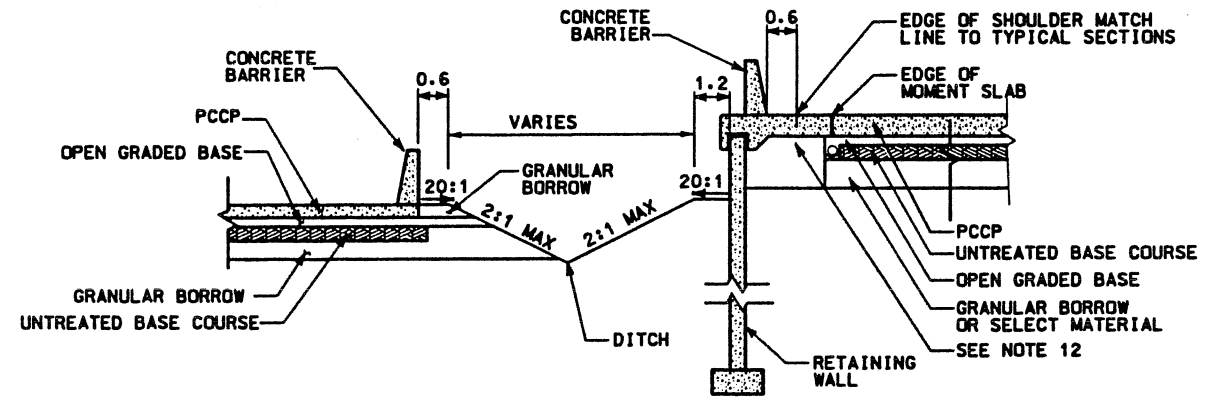 CONCRETE
BARRIER
0.6
EDGE OF SHOULDER MATCH
LINE TO TYPICAL SECTIONS
CONCRETE
BARRIER
0.6
1.2
EDGE OF
MOMENT SLAB
PCCP
VARIES
OPEN GRADED BASE
GRANULAR
BORROW
20:1
20:1
2:1 MAX
2:1 MAX
PCCP
UNTREATED BASE COURSE
OPEN GRADED BASE
GRANULAR BORROW
UNTREATED BASE COURSE
GRANULAR BORROW
OR SELECT MATERIAL
DITCH
SEE NOTE 12
RETAINING
WALL